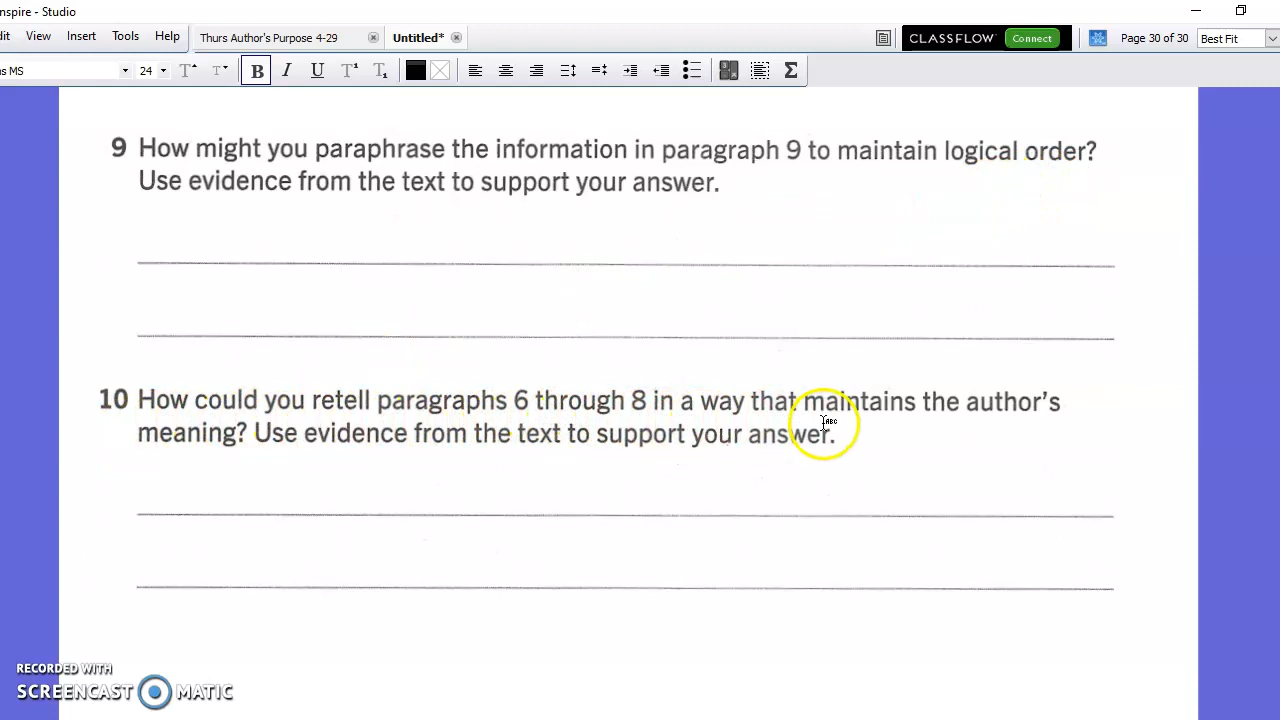 nspire - Studio
dit View Insert Tools Help Thurs Author's Purpose 4-29 Untitled* CLASSFLOW Connect Page 30 of 30 Best Fit
ns MS 24 B I U
9 How might you paraphrase the information in paragraph 9 to maintain logical order?
Use evidence from the text to support your answer.
10 How could you retell paragraphs 6 through 8 in a way that maintains the author's
meaning? Use evidence from the text to support your answer.
ABC
RECORDED WITH
SCREENCAST MATIC